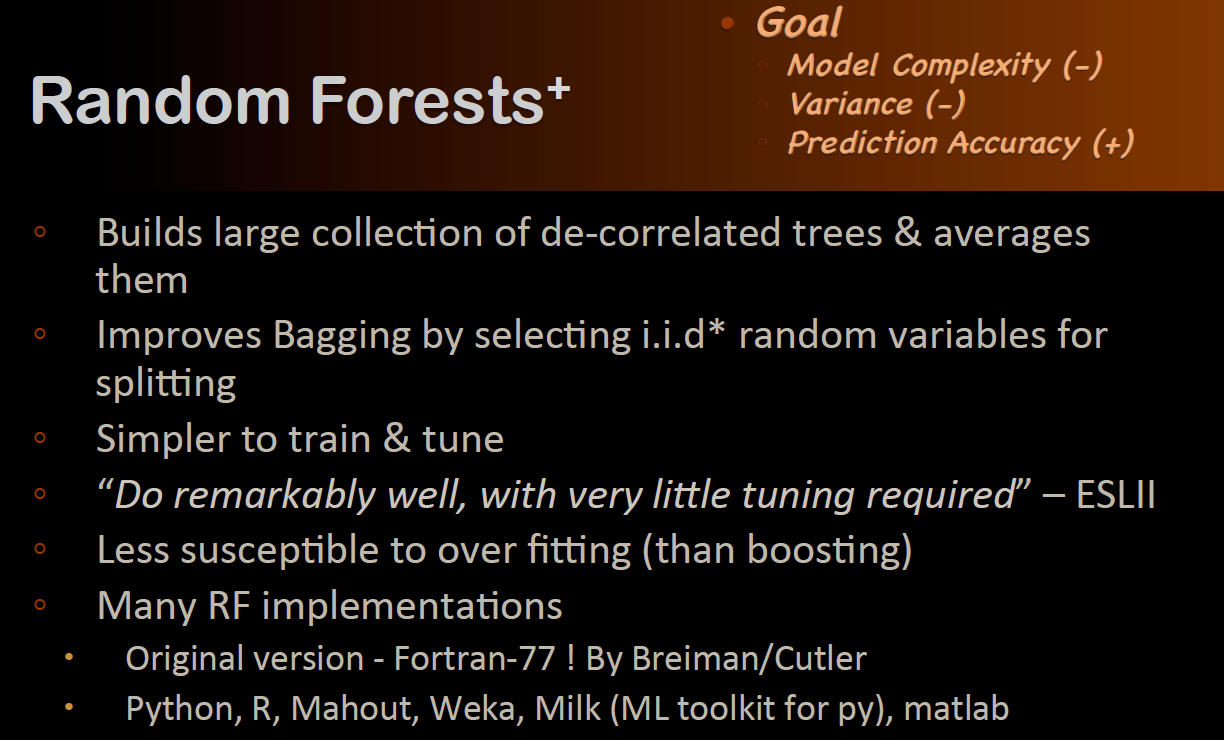 Random Forests+
• Goal
◦ Model Complexity (-)
◦ Variance (-)
◦ Prediction Accuracy (+)
◦ Builds large collection of de-correlated trees & averages
them
◦ Improves Bagging by selecting i.i.d* random variables for
splitting
◦ Simpler to train & tune
◦ “Do remarkably well, with very little tuning required” – ESLII
◦ Less susceptible to over fitting (than boosting)
◦ Many RF implementations
• Original version - Fortran-77 ! By Breiman/Cutler
• Python, R, Mahout, Weka, Milk (ML toolkit for py), matlab